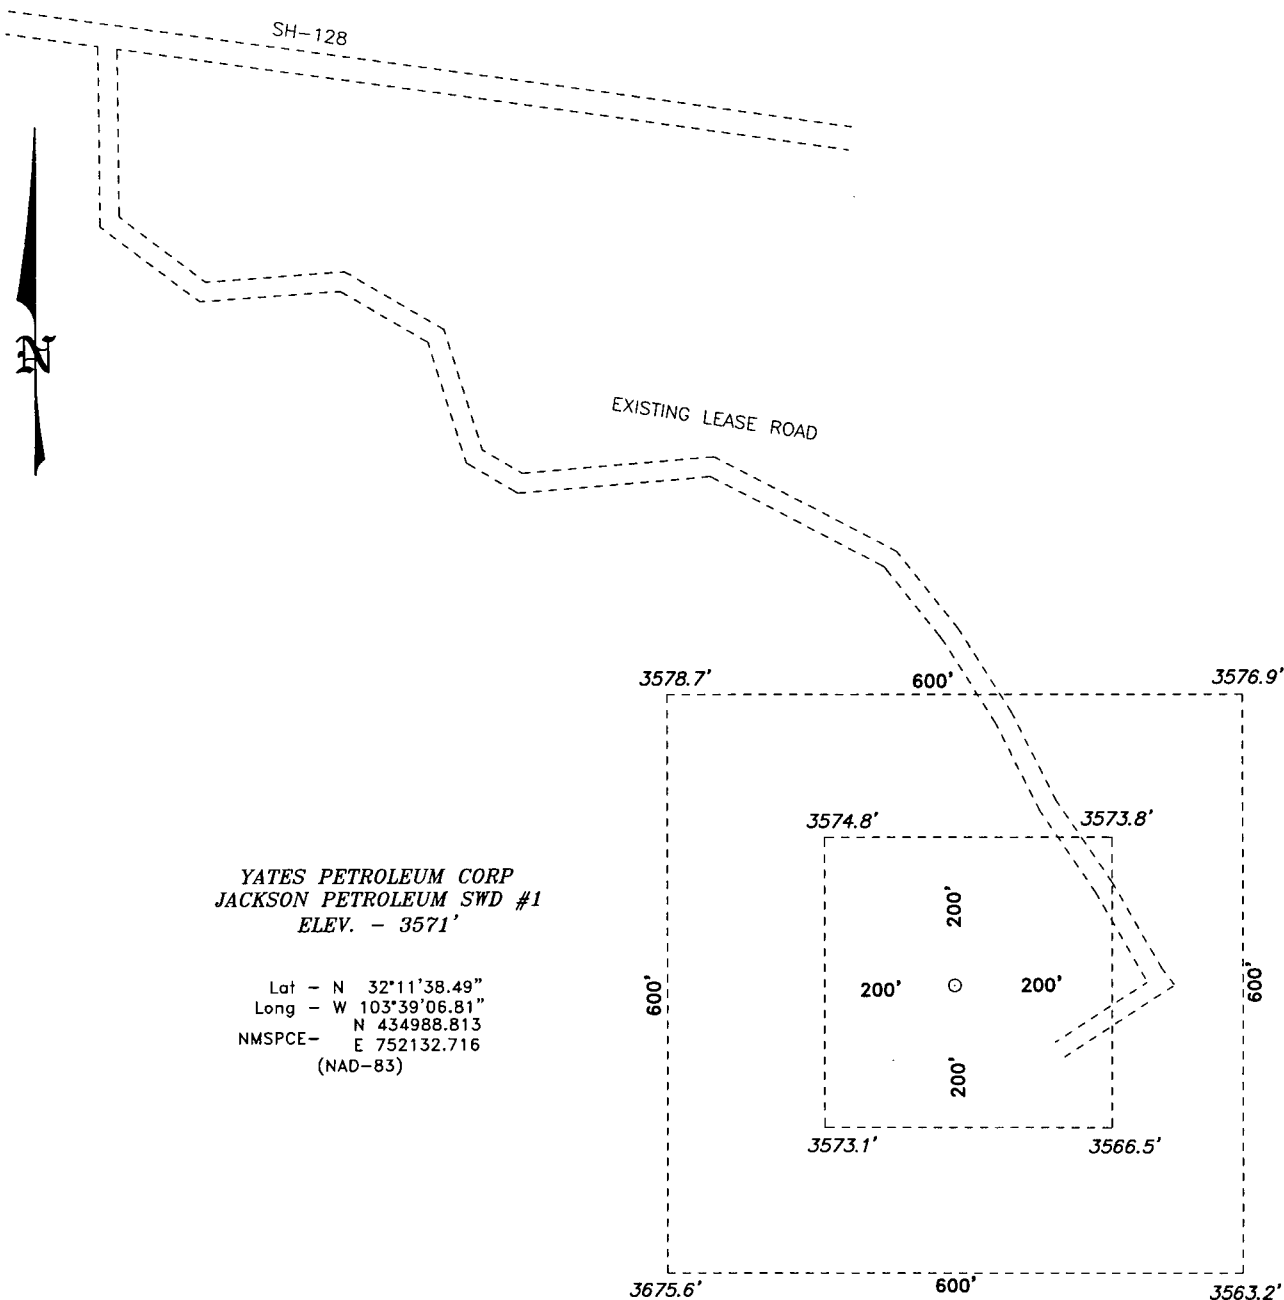 SH-128
N
EXISTING LEASE ROAD
3578.7' 600' 3576.9'
3574.8' 3573.8'
YATES PETROLEUM CORP
JACKSON PETROLEUM SWD #1
ELEV. - 3571'
200'
600' 200' 200' 600'
200'
Lat - N 32°11'38.49"
Long - W 103°39'06.81"
NMSPCE- N 434988.813
E 752132.716
(NAD-83)
3573.1' 3566.5'
3675.6' 600' 3563.2'